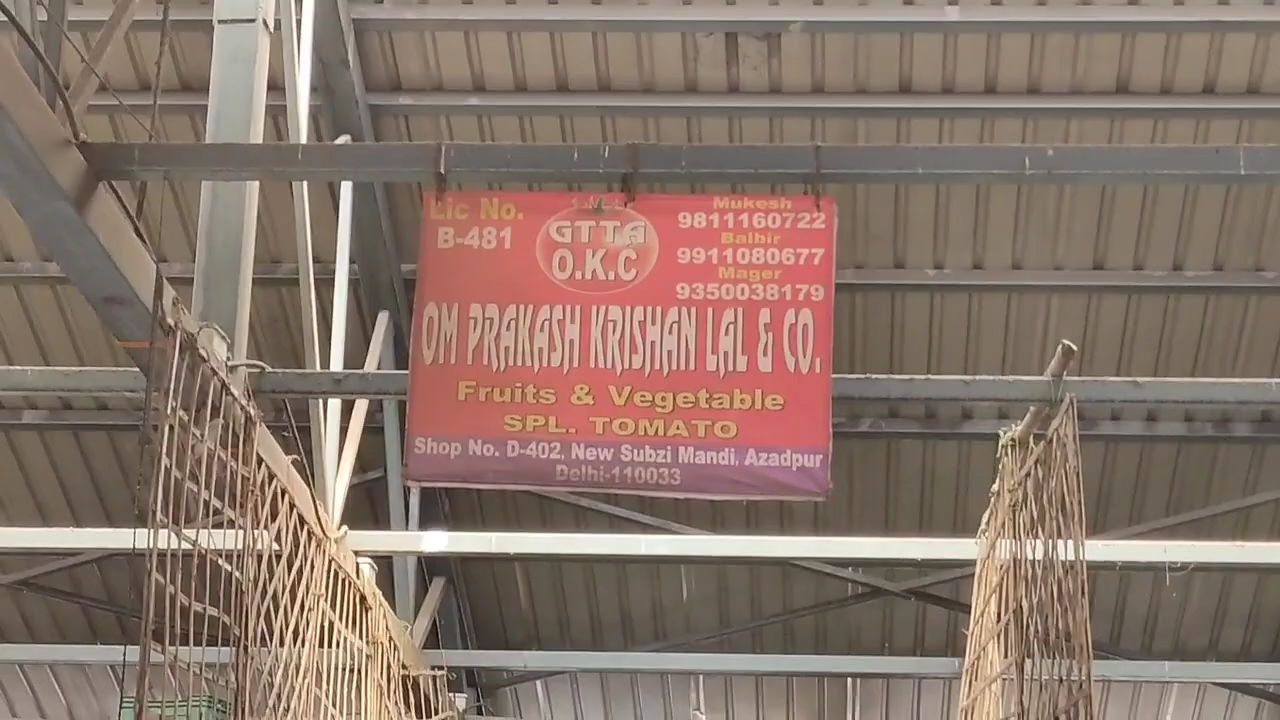 Lic No.
B-481
GTTA
O.K.C
Mukesh
9811160722
Balbir
9911080677
Mager
9350038179
OM PRAKASH KRISHAN LAL & CO.
Fruits & Vegetable
SPL. TOMATO
Shop No. D-402, New Subzi Mandi, Azadpur
Delhi-110033